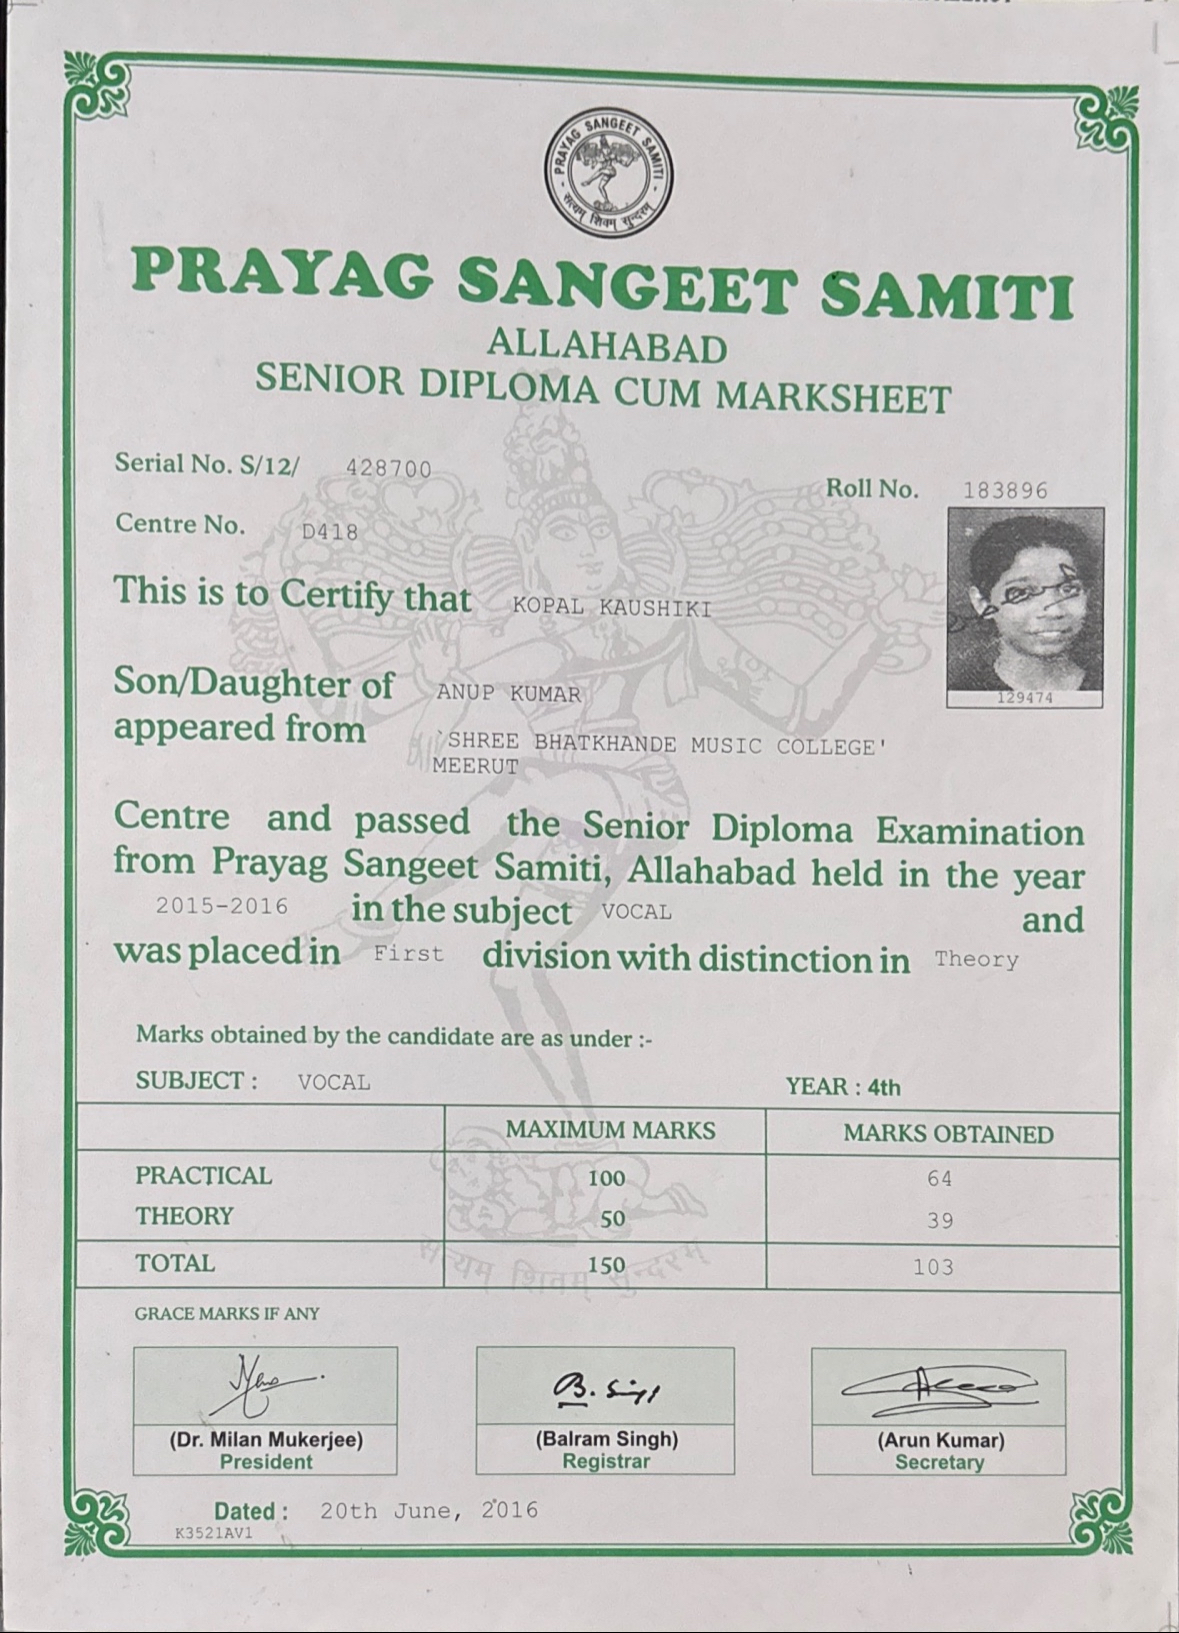 PRAYAG SANGEET SAMITI
सत्यम् शिवम् सुन्दरम्
PRAYAG SANGEET SAMITI
ALLAHABAD
SENIOR DIPLOMA CUM MARKSHEET
Serial No. S/12/ 428700
Roll No. 183896
Centre No. D418
This is to Certify that KOPAL KAUSHIKI
129474
Son/Daughter of ANUP KUMAR
appeared from `SHREE BHATKHANDE MUSIC COLLEGE'
MEERUT
Centre and passed the Senior Diploma Examination
from Prayag Sangeet Samiti, Allahabad held in the year
2015-2016 in the subject VOCAL and
was placed in First division with distinction in Theory
Marks obtained by the candidate are as under :-
SUBJECT : VOCAL YEAR : 4th
MAXIMUM MARKS MARKS OBTAINED
PRACTICAL 100 64
THEORY 50 39
TOTAL 150 103
सत्यम् शिवम् सुन्दरम्
GRACE MARKS IF ANY
B. Singh
(Dr. Milan Mukerjee) (Balram Singh) (Arun Kumar)
President Registrar Secretary
Dated : 20th June, 2016
K3521AV1